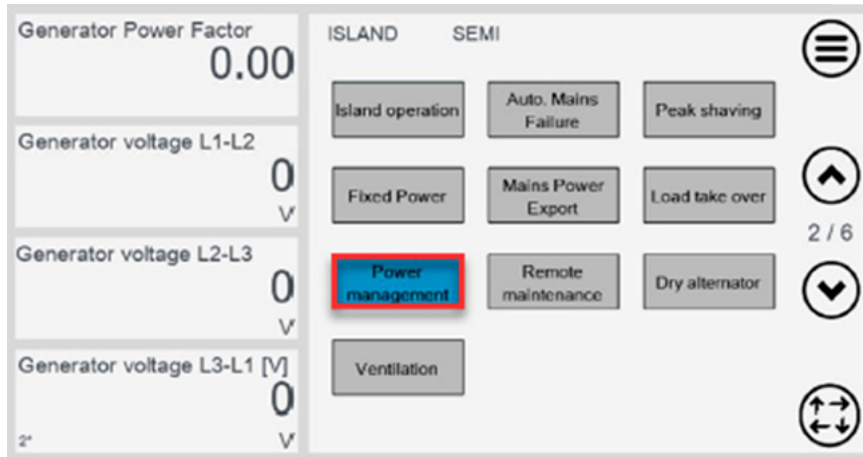 Generator Power Factor
0.00
Generator voltage L1-L2
0
V
Generator voltage L2-L3
0
V
Generator voltage L3-L1 [V]
0
2*
V
ISLAND SEMI
Island operation
Auto. Mains
Failure
Peak shaving
Fixed Power
Mains Power
Export
Load take over
Power
management
Remote
maintenance
Dry alternator
Ventilation
2 / 6